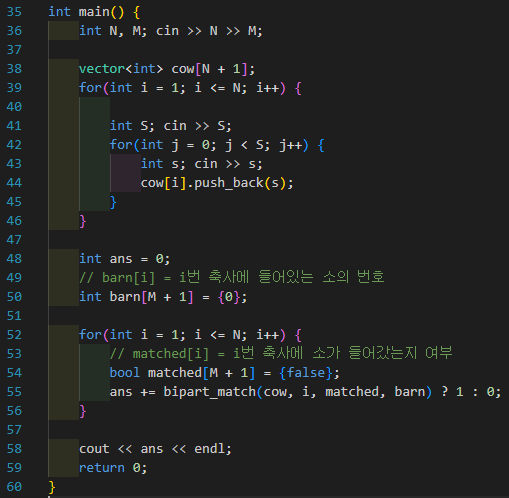 35 int main() {
36     int N, M; cin >> N >> M;
37
38     vector<int> cow[N + 1];
39     for(int i = 1; i <= N; i++) {
40
41         int S; cin >> S;
42         for(int j = 0; j < S; j++) {
43             int s; cin >> s;
44             cow[i].push_back(s);
45         }
46     }
47
48     int ans = 0;
49     // barn[i] = i번 축사에 들어있는 소의 번호
50     int barn[M + 1] = {0};
51
52     for(int i = 1; i <= N; i++) {
53         // matched[i] = i번 축사에 소가 들어갔는지 여부
54         bool matched[M + 1] = {false};
55         ans += bipart_match(cow, i, matched, barn) ? 1 : 0;
56     }
57
58     cout << ans << endl;
59     return 0;
60 }